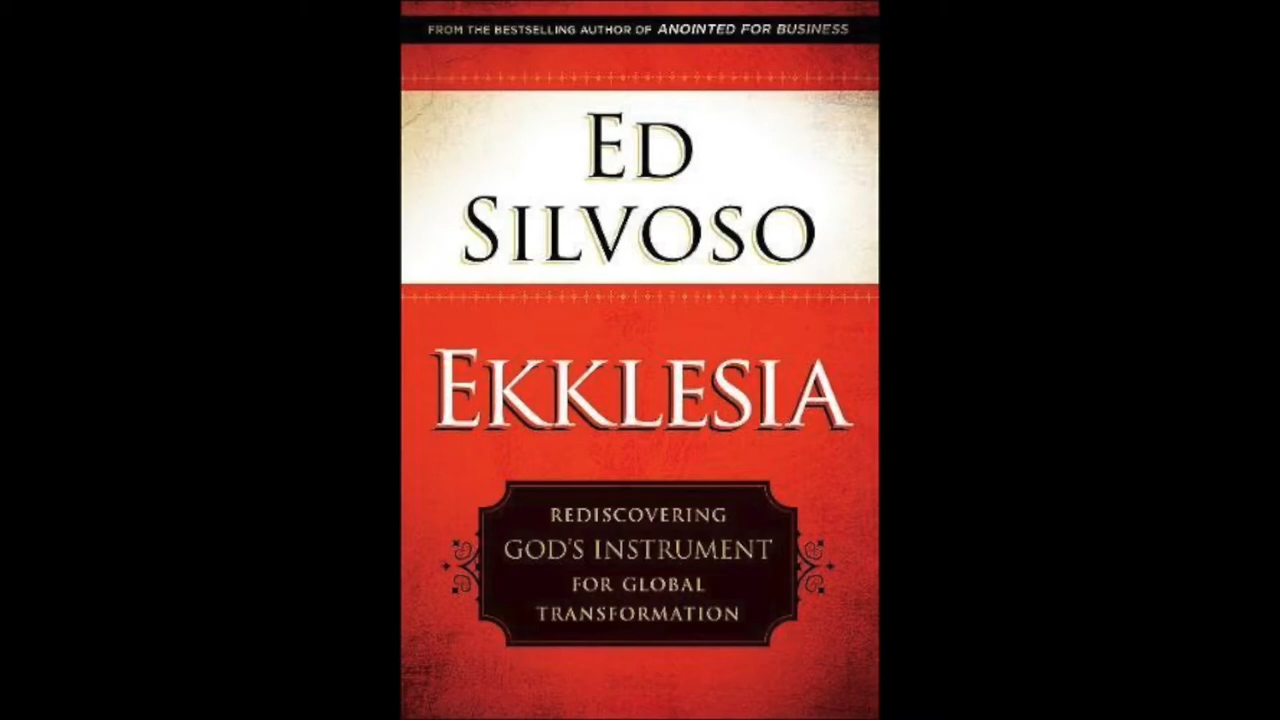 FROM THE BESTSELLING AUTHOR OF ANOINTED FOR BUSINESS
ED
SILVOSO
EKKLESIA
REDISCOVERING
GOD'S INSTRUMENT
FOR GLOBAL
TRANSFORMATION